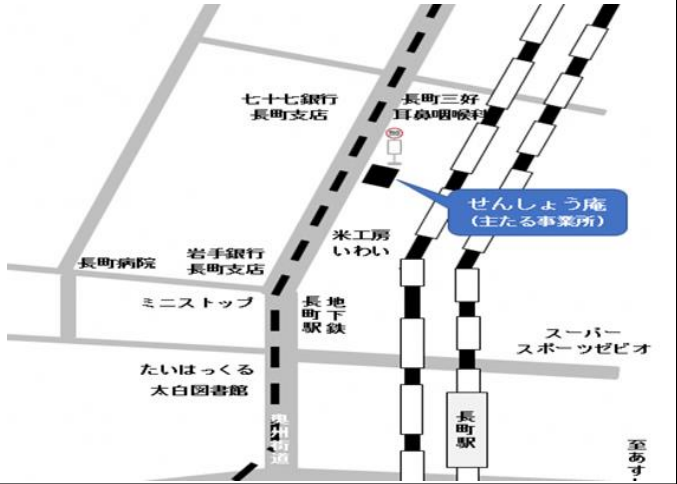 七十七銀行
長町支店
長町三好
耳鼻咽喉科
せんしょう庵
(主たる事業所)
米工房
いわい
長町病院
岩手銀行
長町支店
ミニストップ
地下鉄
長町駅
スーパー
スポーツゼビオ
たいはっくる
太白図書館
奥州街道
長町駅
至あす